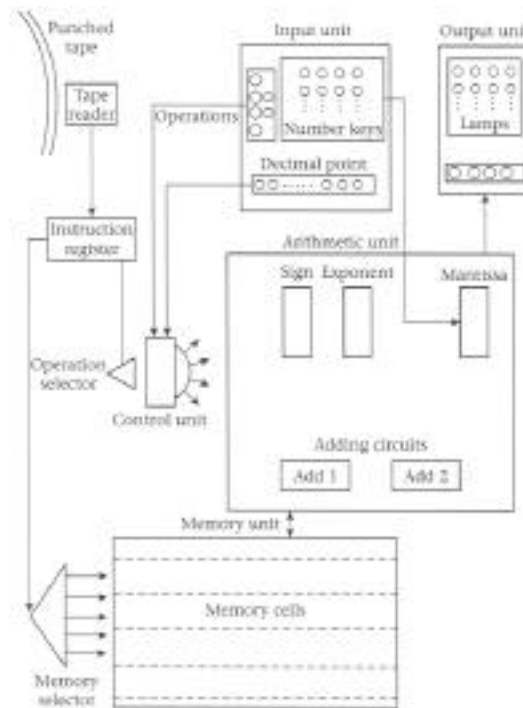 Punched
tape
Tape
reader
Input unit
Operations
Number keys
Decimal point
Output unit
Lamps
Instruction
register
Arithmetic unit
Sign
Exponent
Mantissa
Operation
selector
Control unit
Adding circuits
Add 1
Add 2
Memory unit
Memory cells
Memory
selector